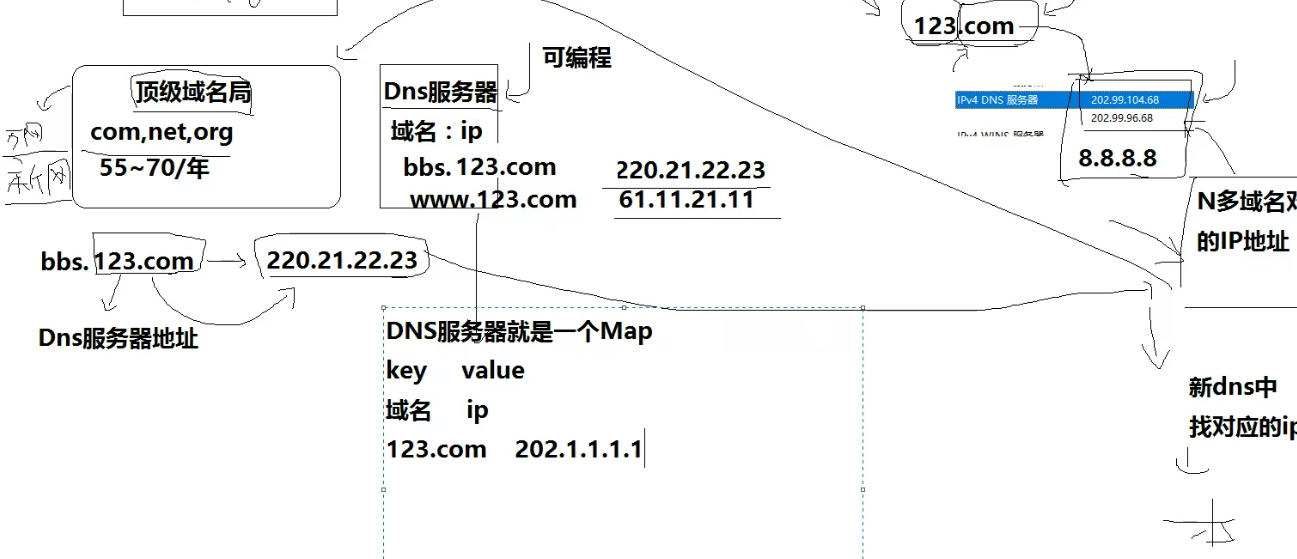 123.com
可编程
顶级域名局
com,net,org
55~70/年
Dns服务器
域名：ip
bbs.123.com 220.21.22.23
www.123.com 61.11.21.11
IPv4 DNS 服务器 202.99.104.68
202.99.96.68
IPv4 WINS 服务器
8.8.8.8
万网
N多域名对
的IP地址
bbs.123.com 220.21.22.23
Dns服务器地址
DNS服务器就是一个Map
key value
域名 ip
123.com 202.1.1.1.1
新dns中
找对应的ip